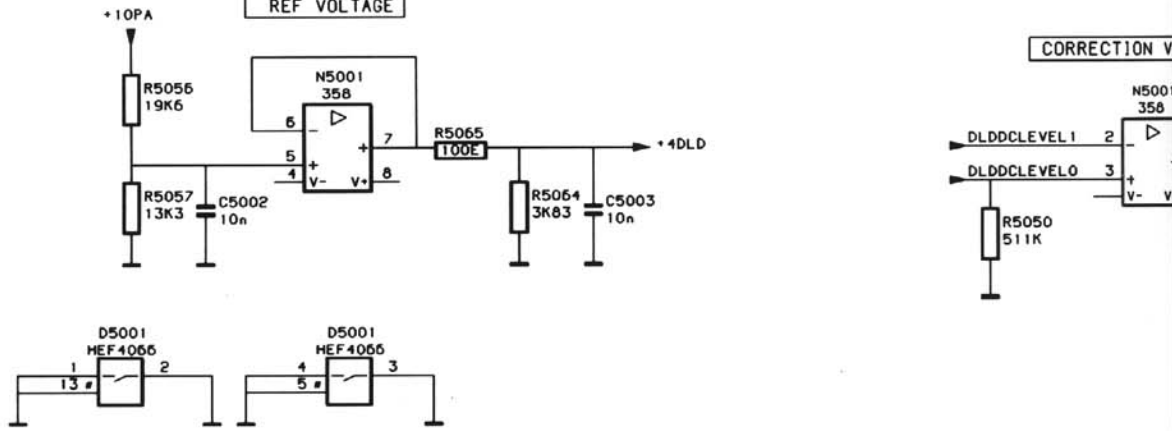 REF VOLTAGE
+10PA
R5056
19K6
R5057
13K3
C5002
10n
N5001
358
6
-
5
+
4
V-
+
7
V+
8
R5065
100E
+4DLD
R5064
3K83
C5003
10n
CORRECTION V
N5001
358
DLDDCLEVEL1
2
-
DLDDCLEVEL0
3
+
V-
R5050
511K
D5001
HEF4066
1
2
13 #
D5001
HEF4066
4
3
5 #